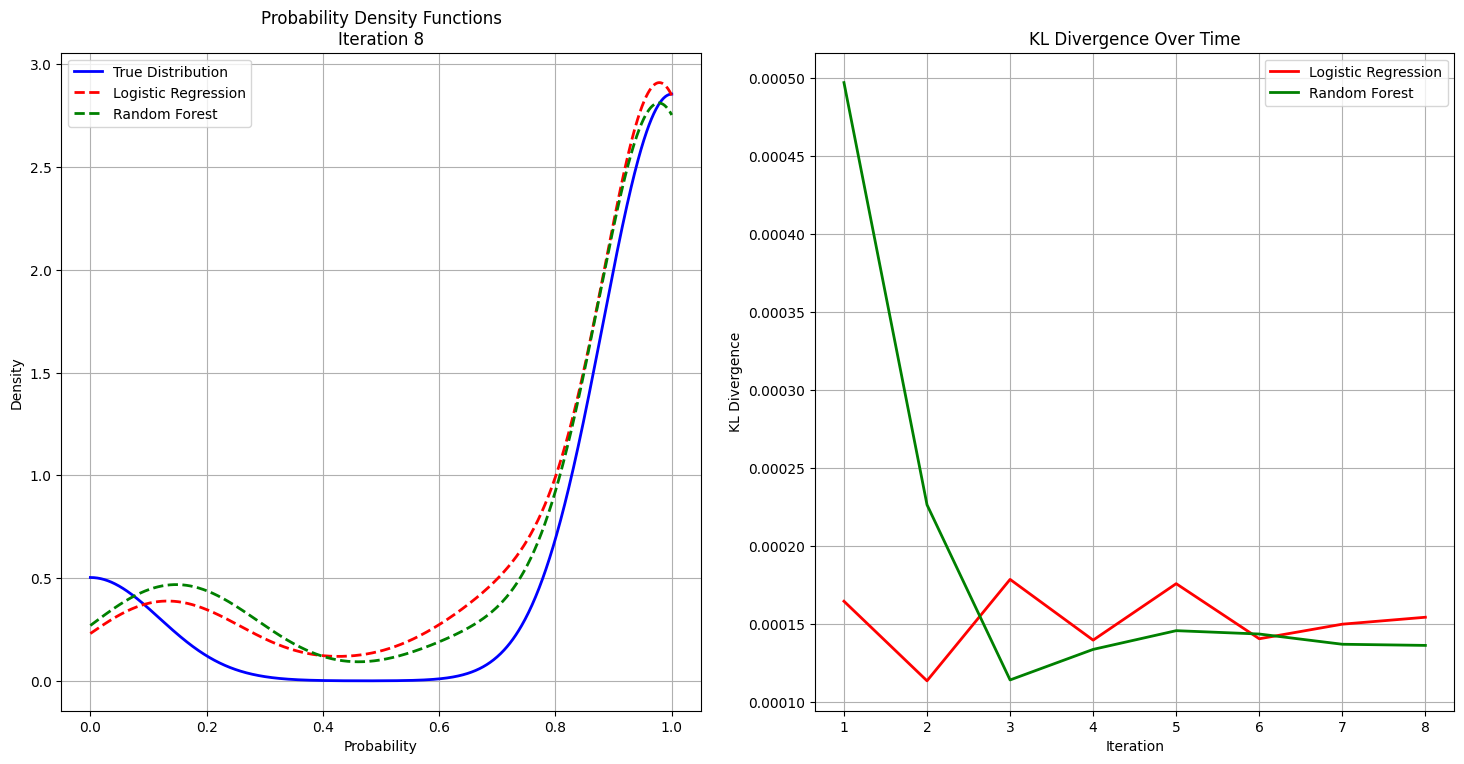 Probability Density Functions
Iteration 8
True Distribution
Logistic Regression
Random Forest
3.0
2.5
2.0
1.5
1.0
0.5
0.0
Density
0.0 0.2 0.4 0.6 0.8 1.0
Probability
KL Divergence Over Time
Logistic Regression
Random Forest
0.00050
0.00045
0.00040
0.00035
0.00030
0.00025
0.00020
0.00015
0.00010
KL Divergence
1 2 3 4 5 6 7 8
Iteration